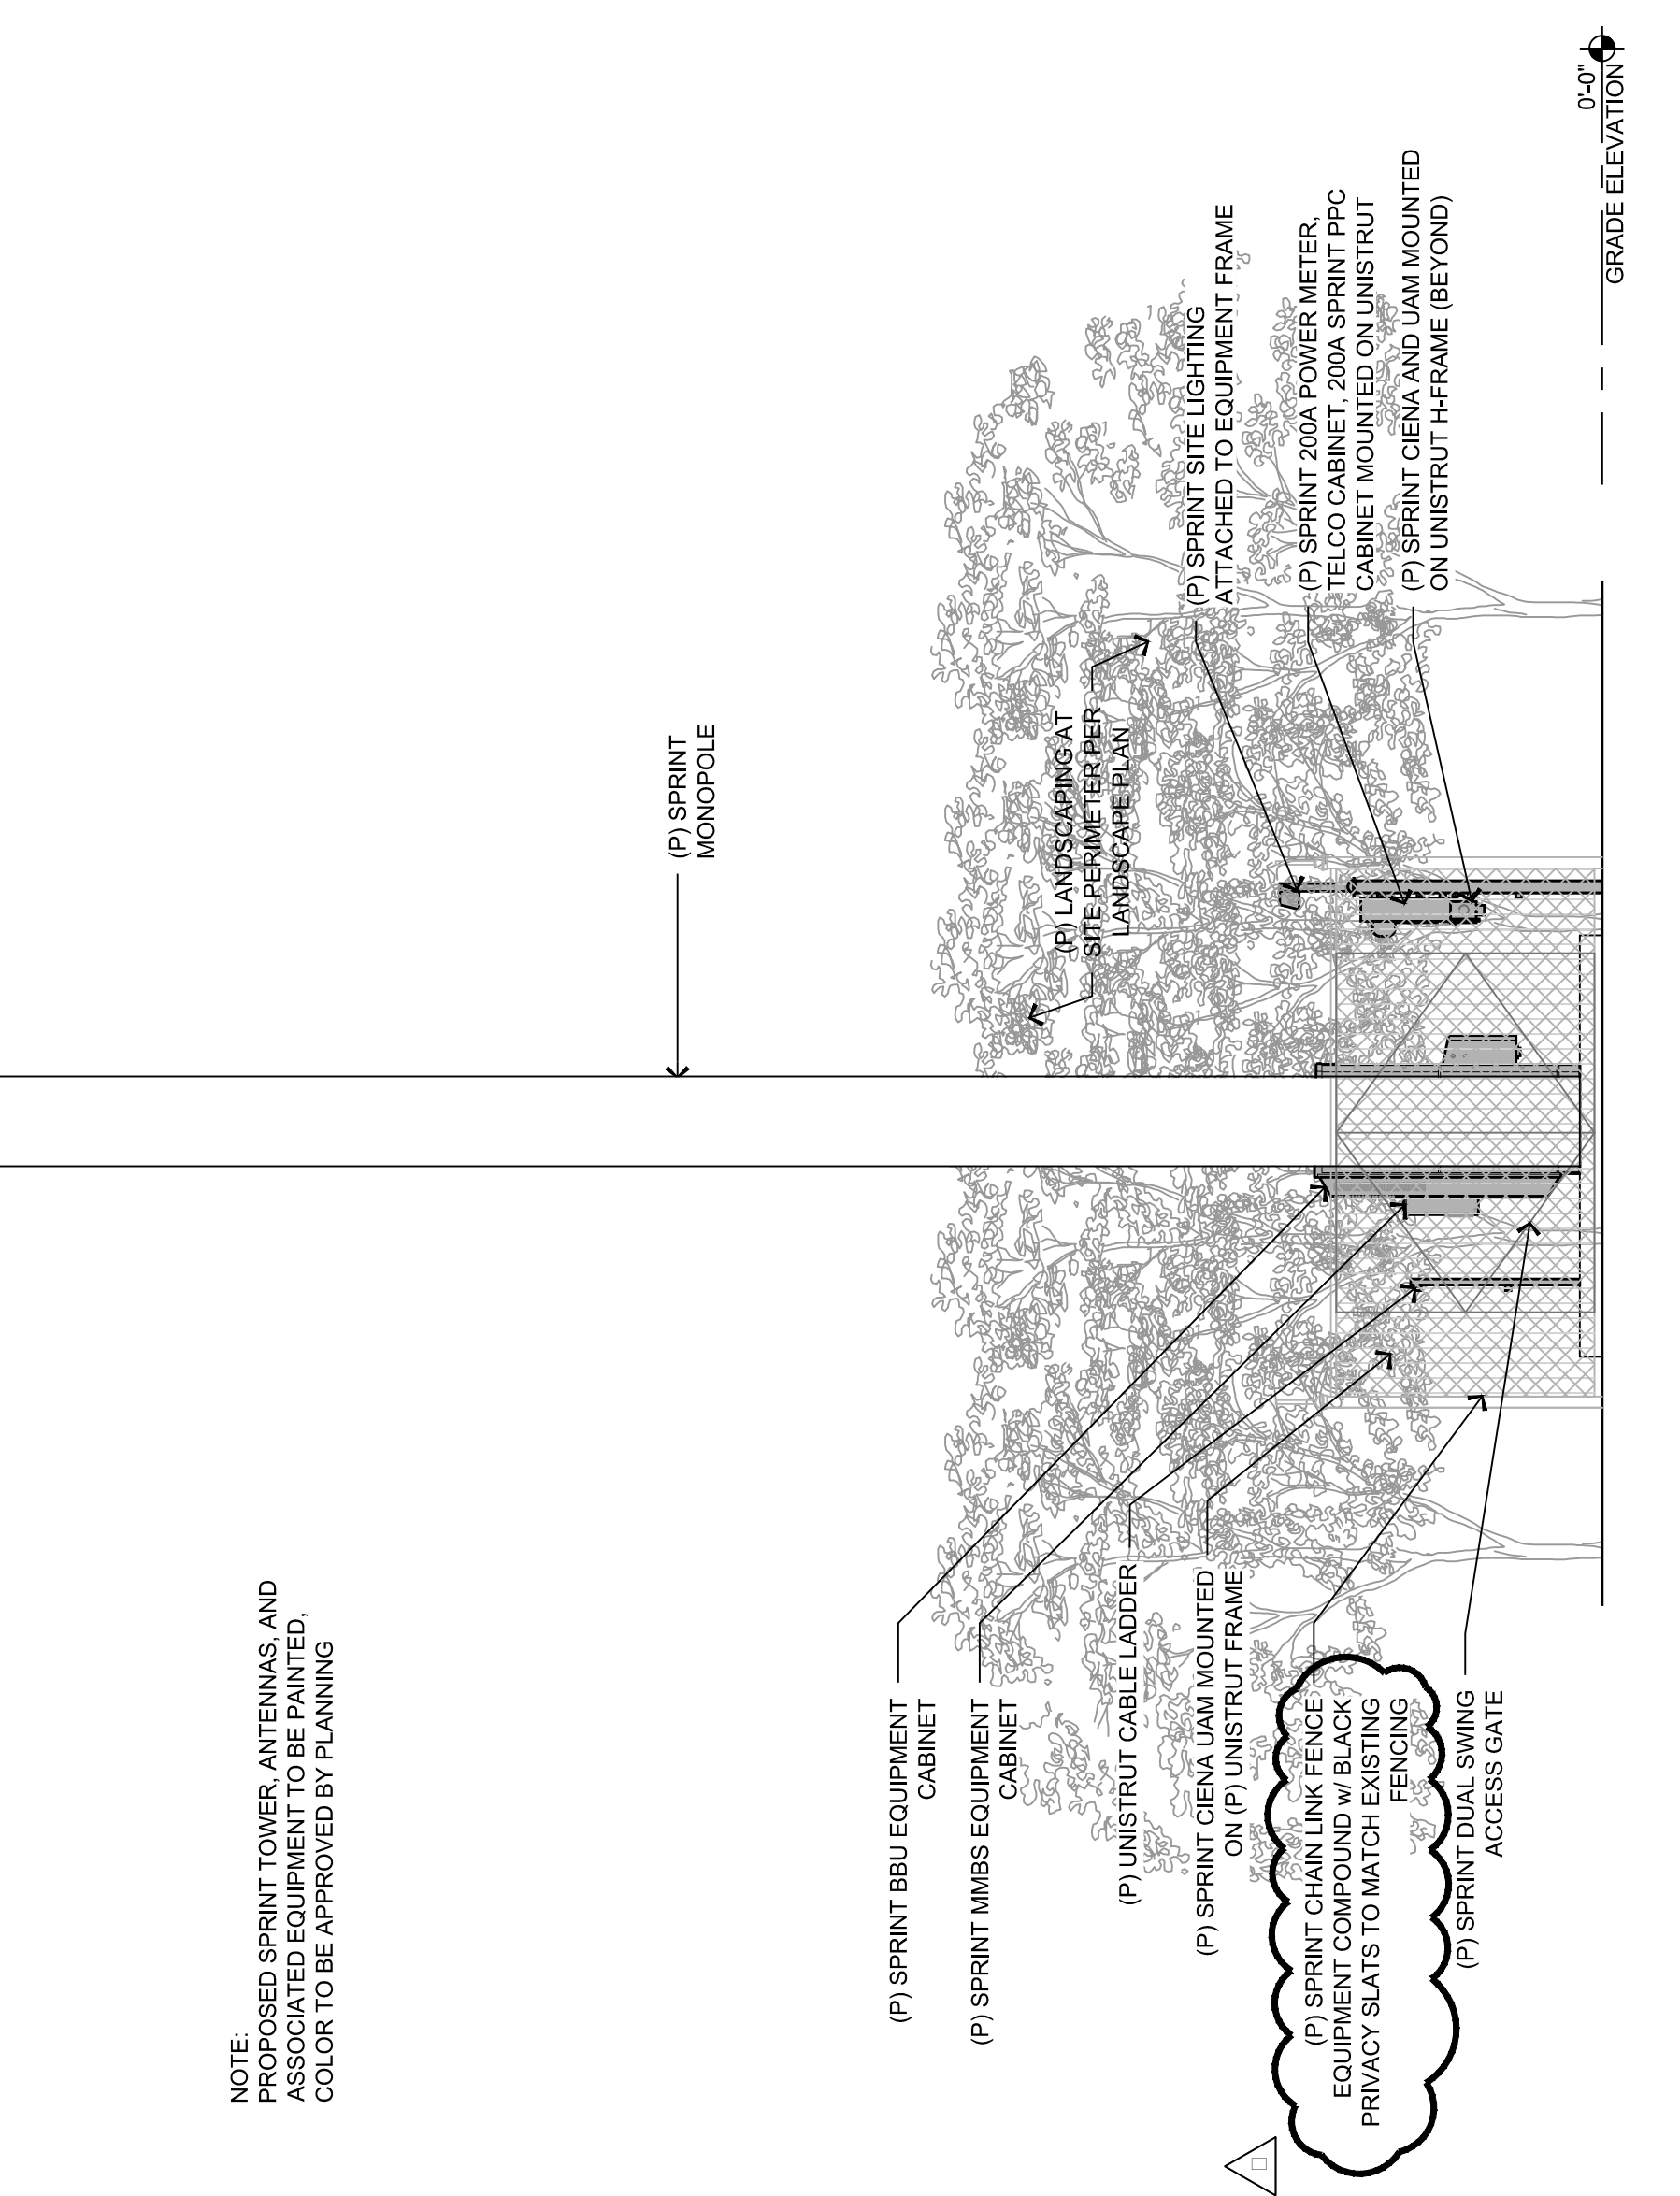 NOTE:
PROPOSED SPRINT TOWER, ANTENNAS, AND
ASSOCIATED EQUIPMENT TO BE PAINTED,
COLOR TO BE APPROVED BY PLANNING
(P) SPRINT
MONOPOLE
(P) SPRINT BBU EQUIPMENT
CABINET
(P) SPRINT MMBS EQUIPMENT
CABINET
(P) UNISTRUT CABLE LADDER
(P) SPRINT CIENA UAM MOUNTED
ON (P) UNISTRUT FRAME
(P) SPRINT CHAIN LINK FENCE
EQUIPMENT COMPOUND w/ BLACK
PRIVACY SLATS TO MATCH EXISTING
FENCING
(P) SPRINT DUAL SWING
ACCESS GATE
(P) LANDSCAPING AT
SITE PERIMETER PER
LANDSCAPE PLAN
(P) SPRINT SITE LIGHTING
ATTACHED TO EQUIPMENT FRAME
(P) SPRINT 200A POWER METER,
TELCO CABINET, 200A SPRINT PPC
CABINET MOUNTED ON UNISTRUT
(P) SPRINT CIENA AND UAM MOUNTED
ON UNISTRUT H-FRAME (BEYOND)
0'-0"
GRADE ELEVATION